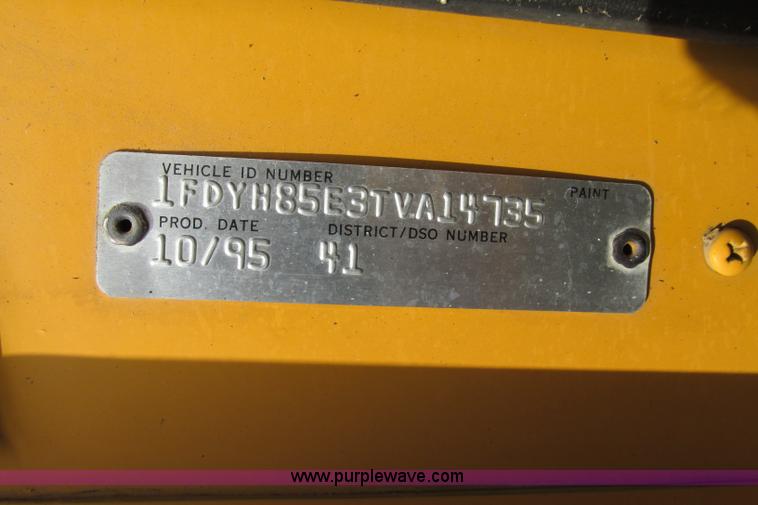 VEHICLE ID NUMBER
1FDYH85E3TVA14735
PAINT
PROD. DATE
DISTRICT/DSO NUMBER
10/95 41
www.purplewave.com